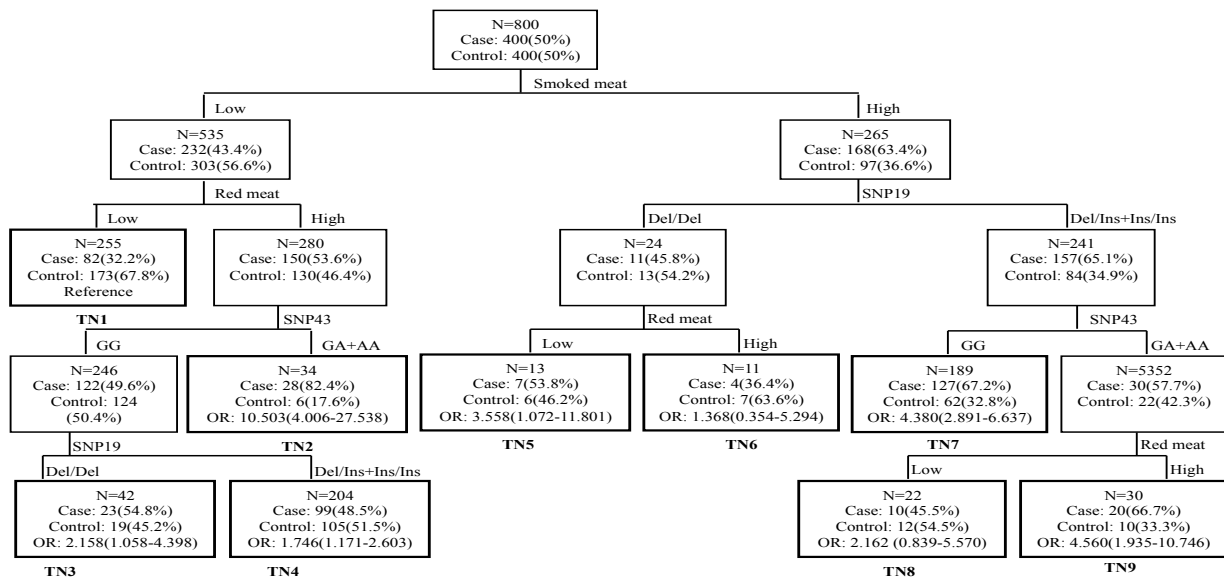 N=800
Case: 400(50%)
Control: 400(50%)
Smoked meat
Low
High
N=535
Case: 232(43.4%)
Control: 303(56.6%)
N=265
Case: 168(63.4%)
Control: 97(36.6%)
Red meat
SNP19
Low
High
Del/Del
Del/Ins+Ins/Ins
N=255
Case: 82(32.2%)
Control: 173(67.8%)
Reference
TN1
N=280
Case: 150(53.6%)
Control: 130(46.4%)
N=24
Case: 11(45.8%)
Control: 13(54.2%)
N=241
Case: 157(65.1%)
Control: 84(34.9%)
SNP43
Red meat
SNP43
GG
GA+AA
Low
High
GG
GA+AA
N=246
Case: 122(49.6%)
Control: 124
(50.4%)
N=34
Case: 28(82.4%)
Control: 6(17.6%)
OR: 10.503(4.006-27.538)
TN2
N=13
Case: 7(53.8%)
Control: 6(46.2%)
OR: 3.558(1.072-11.801)
TN5
N=11
Case: 4(36.4%)
Control: 7(63.6%)
OR: 1.368(0.354-5.294)
TN6
N=189
Case: 127(67.2%)
Control: 62(32.8%)
OR: 4.380(2.891-6.637)
TN7
N=5352
Case: 30(57.7%)
Control: 22(42.3%)
SNP19
Red meat
Del/Del
Del/Ins+Ins/Ins
Low
High
N=42
Case: 23(54.8%)
Control: 19(45.2%)
OR: 2.158(1.058-4.398)
TN3
N=204
Case: 99(48.5%)
Control: 105(51.5%)
OR: 1.746(1.171-2.603)
TN4
N=22
Case: 10(45.5%)
Control: 12(54.5%)
OR: 2.162 (0.839-5.570)
TN8
N=30
Case: 20(66.7%)
Control: 10(33.3%)
OR: 4.560(1.935-10.746)
TN9